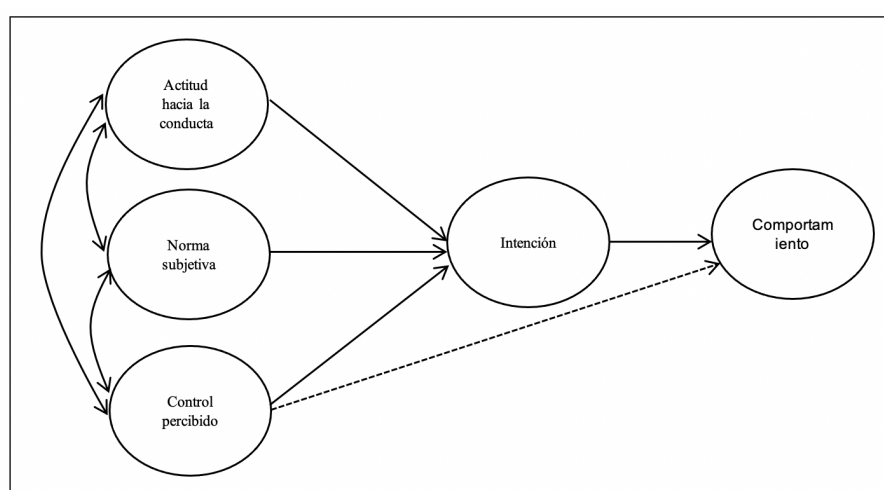 Actitud
hacia la
conducta
Norma
subjetiva
Control
percibido
Intención
Comportam
iento